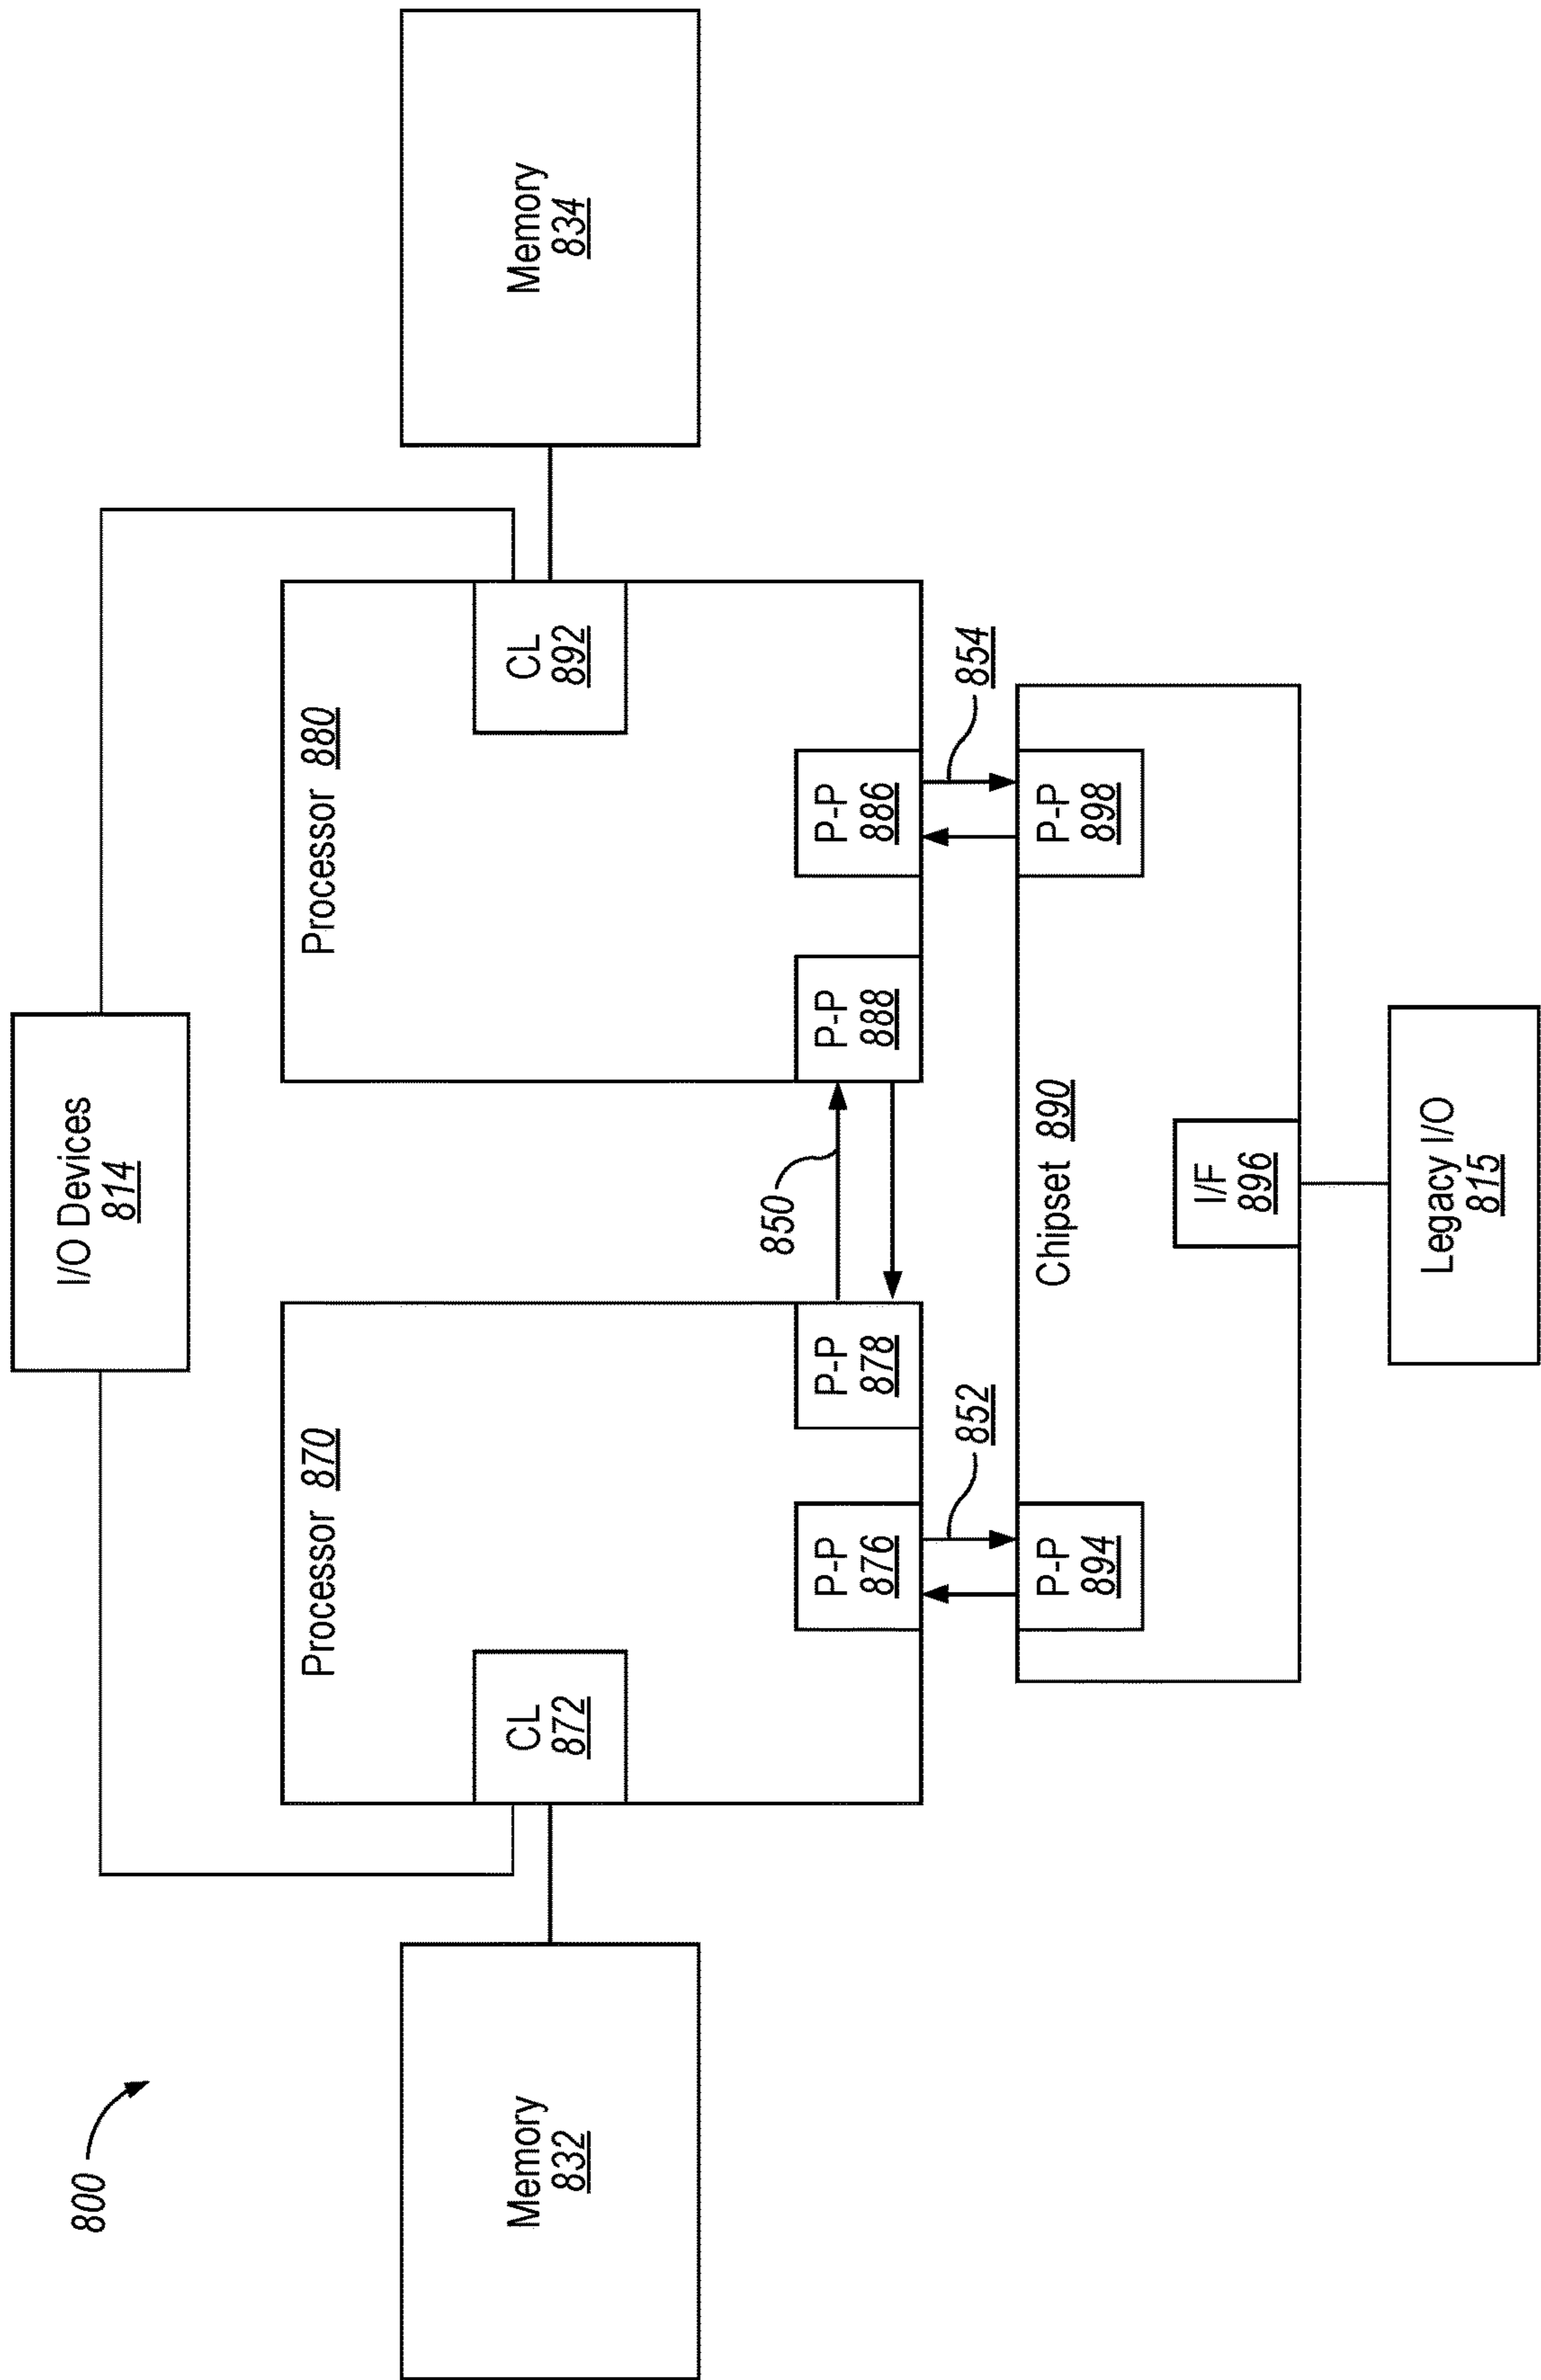 800
I/O Devices
814
Memory
832
Processor 870
CL
872
P-P
876
P-P
878
850
Processor 880
CL
892
P-P
888
P-P
886
Memory
834
852
854
P-P
894
Chipset 890
P-P
898
I/F
896
Legacy I/O
815